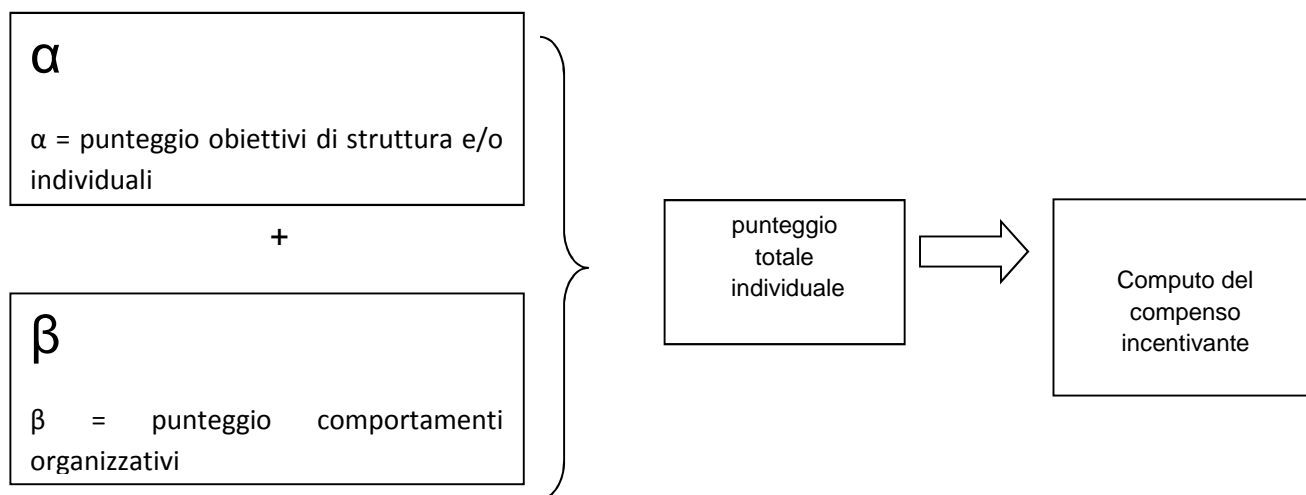 α
α = punteggio obiettivi di struttura e/o
individuali
+
β
β = punteggio comportamenti
organizzativi
punteggio
totale
individuale
Computo del
compenso
incentivante